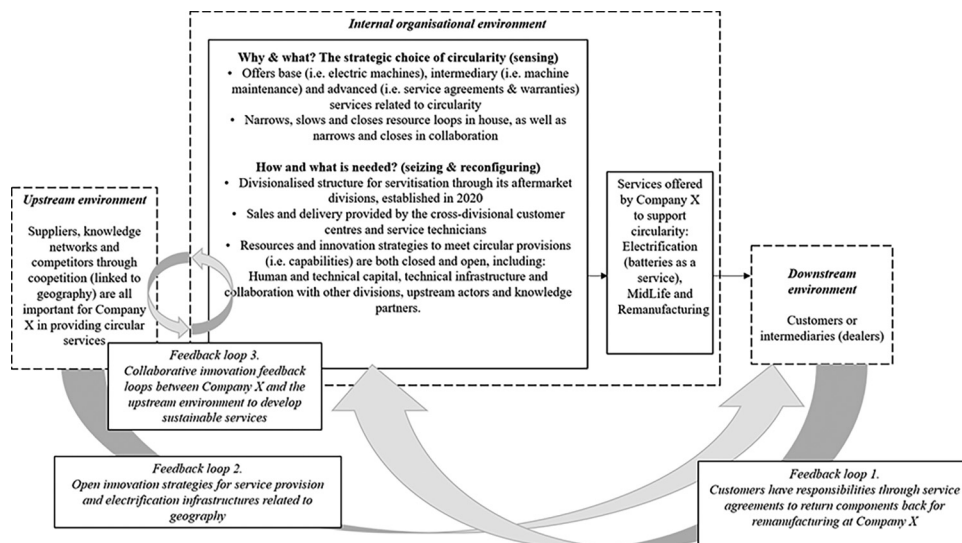 Internal organisational environment
Why & what? The strategic choice of circularity (sensing)
• Offers base (i.e. electric machines), intermediary (i.e. machine
maintenance) and advanced (i.e. service agreements & warranties)
services related to circularity
• Narrows, slows and closes resource loops in house, as well as
narrows and closes in collaboration
How and what is needed? (seizing & reconfiguring)
• Divisionalised structure for servitisation through its aftermarket
divisions, established in 2020
• Sales and delivery provided by the cross-divisional customer
centres and service technicians
• Resources and innovation strategies to meet circular provisions
(i.e. capabilities) are both closed and open, including:
Human and technical capital, technical infrastructure and
collaboration with other divisions, upstream actors and knowledge
partners.
Upstream environment
Suppliers, knowledge
networks and
competitors through
coopetition (linked to
geography) are all
important for Company
X in providing circular
services
Services offered
by Company X
to support
circularity:
Electrification
(batteries as a
service),
MidLife and
Remanufacturing
Downstream
environment
Customers or
intermediaries (dealers)
Feedback loop 3.
Collaborative innovation feedback
loops between Company X and the
upstream environment to develop
sustainable services
Feedback loop 2.
Open innovation strategies for service provision
and electrification infrastructures related to
geography
Feedback loop 1.
Customers have responsibilities through service
agreements to return components back for
remanufacturing at Company X